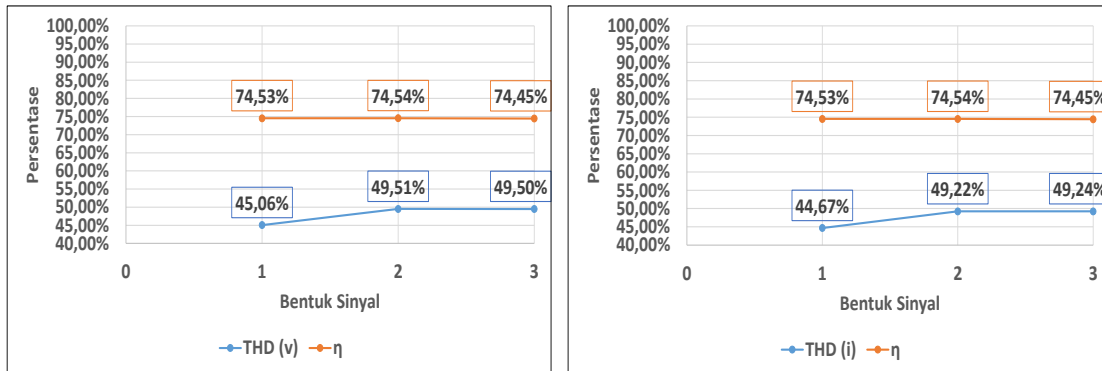 100,00%
95,00%
90,00%
85,00%
80,00%
75,00%
70,00%
65,00%
60,00%
55,00%
50,00%
45,00%
40,00%
Persentase
74,53% 74,54% 74,45%
45,06% 49,51% 49,50%
0 1 2 3
Bentuk Sinyal
THD (v) η
100,00%
95,00%
90,00%
85,00%
80,00%
75,00%
70,00%
65,00%
60,00%
55,00%
50,00%
45,00%
40,00%
Persentase
74,53% 74,54% 74,45%
44,67% 49,22% 49,24%
0 1 2 3
Bentuk Sinyal
THD (i) η